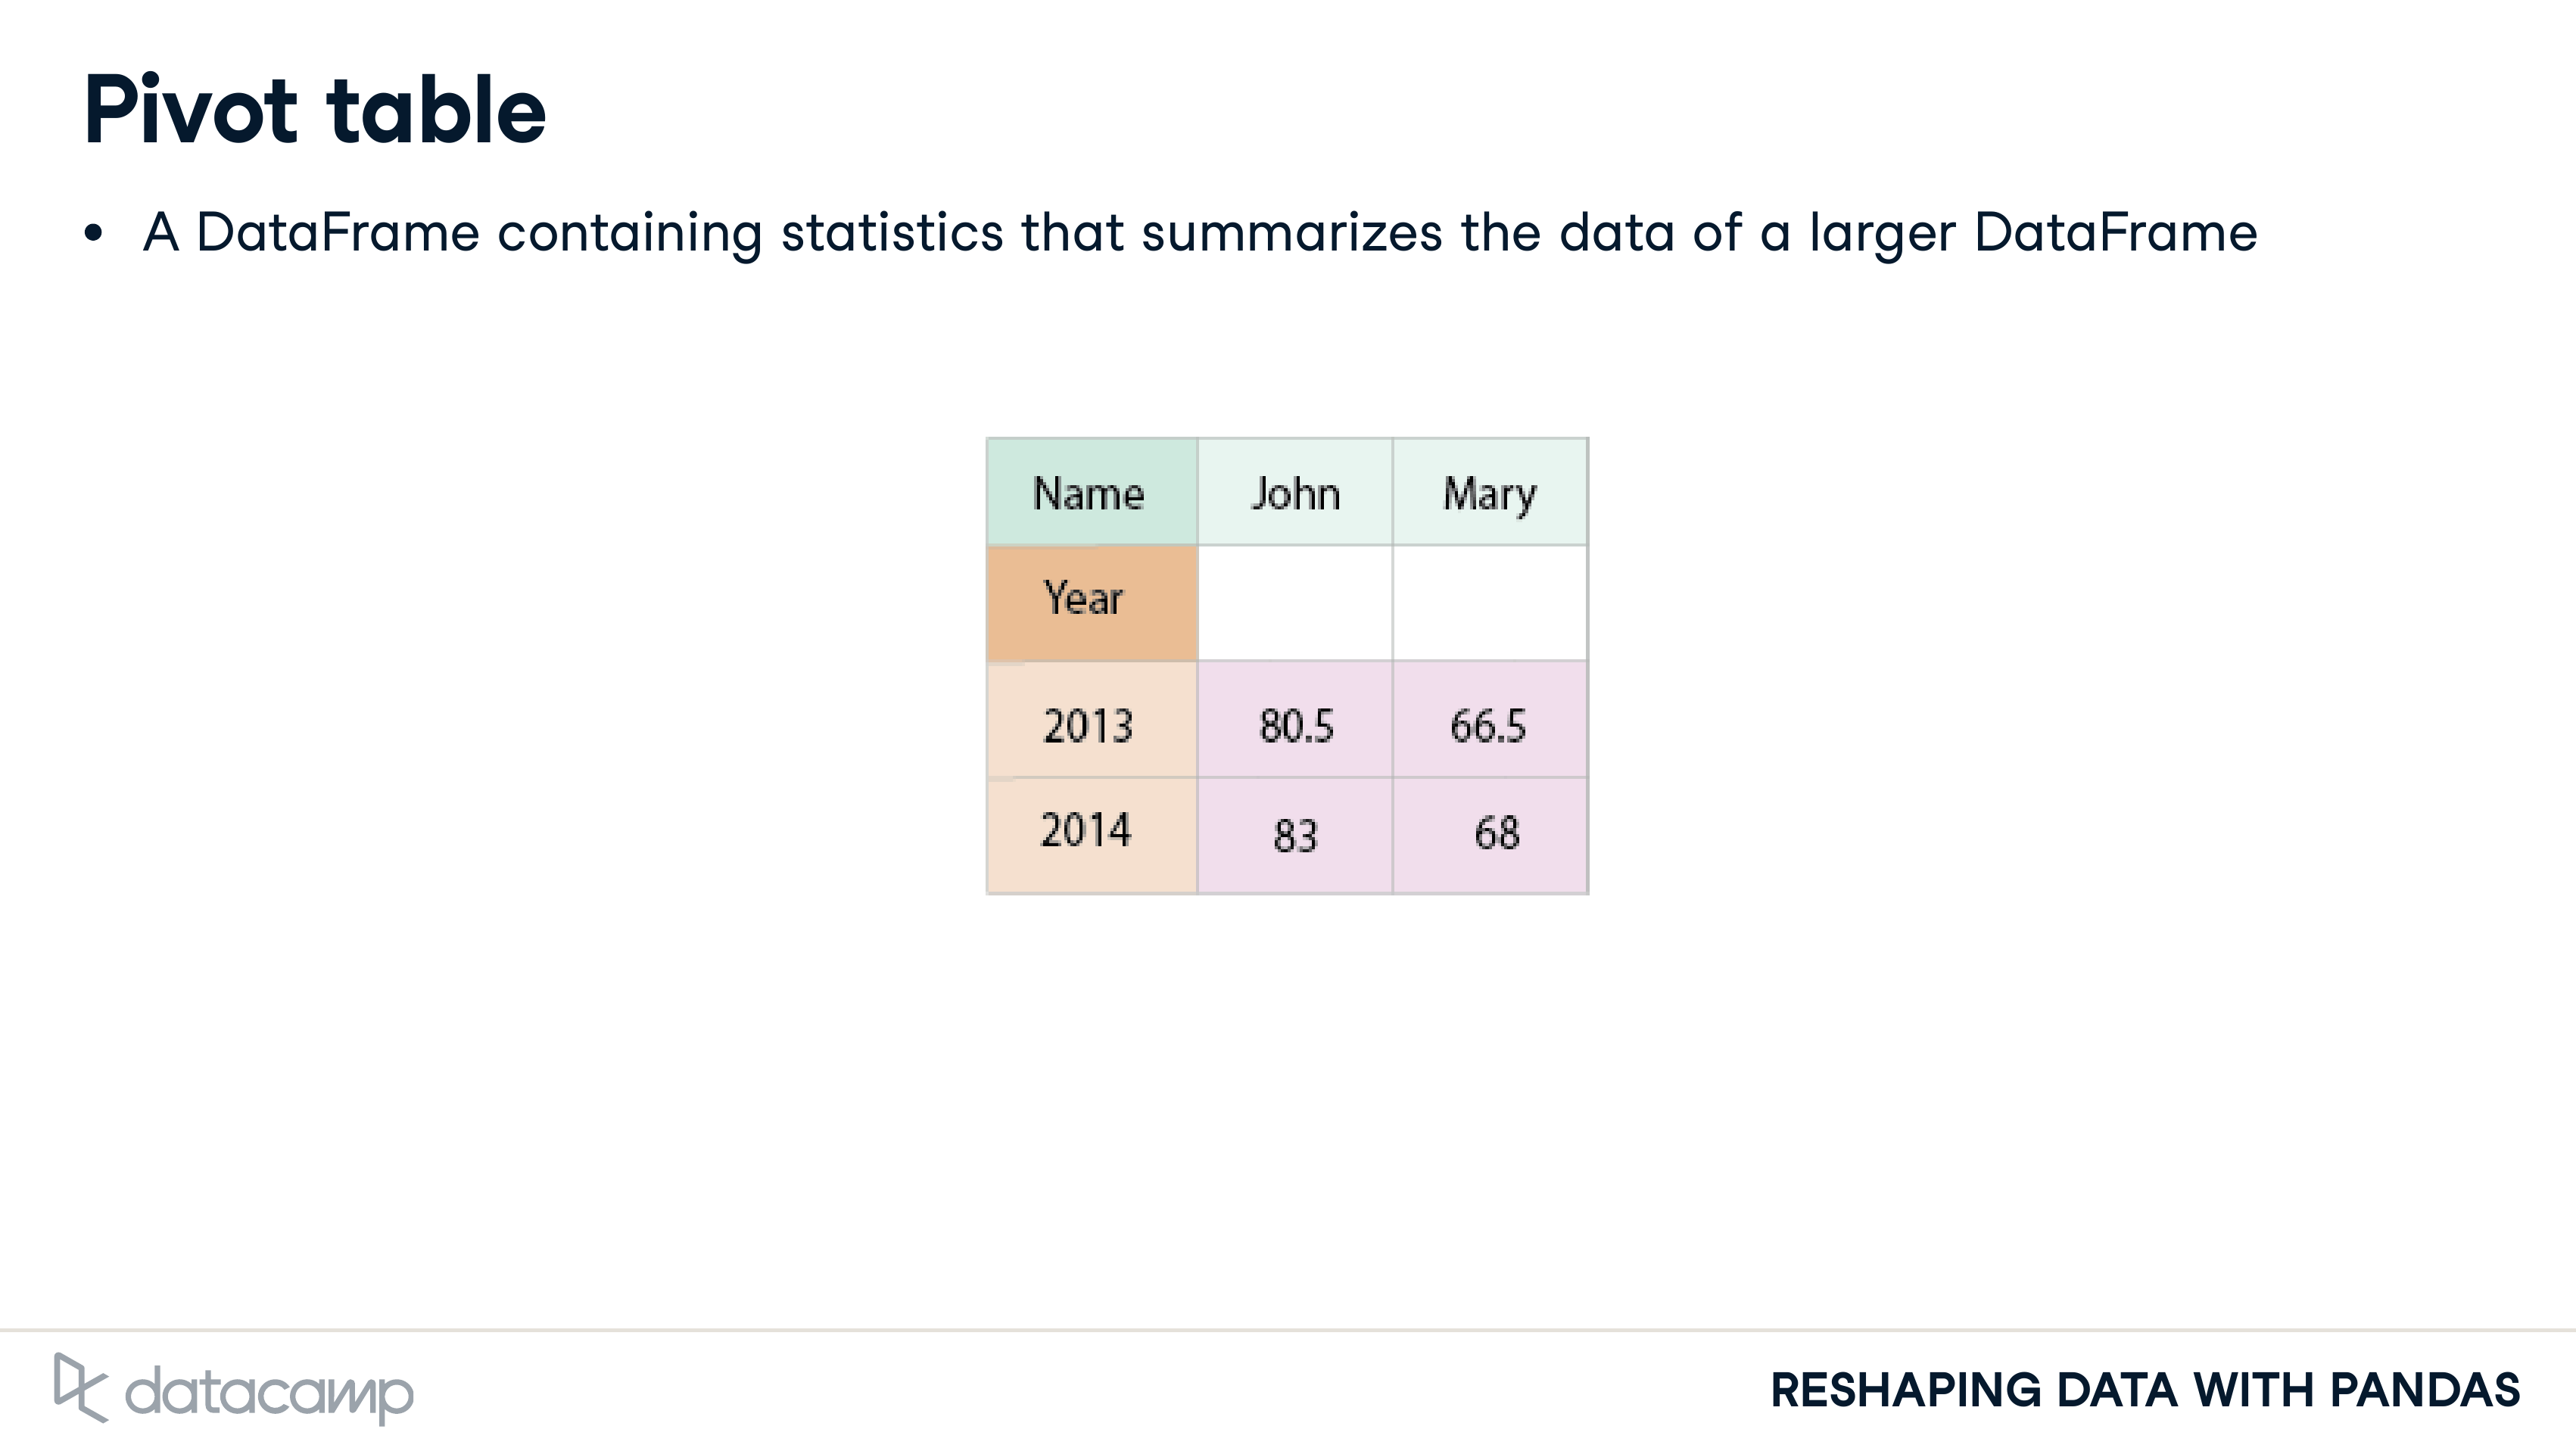 Pivot table
• A DataFrame containing statistics that summarizes the data of a larger DataFrame
Name John Mary
Year
2013 80.5 66.5
2014 83 68
datacamp
RESHAPING DATA WITH PANDAS